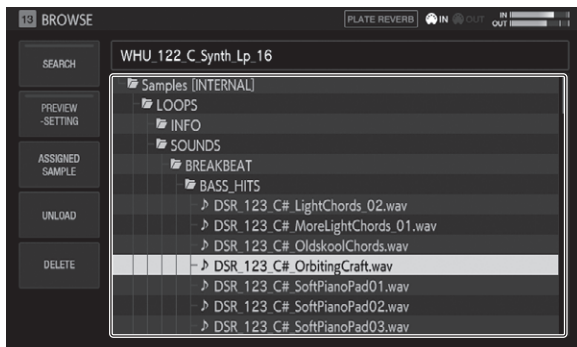 13 BROWSE
PLATE REVERB IN OUT IN OUT
SEARCH
PREVIEW
-SETTING
ASSIGNED
SAMPLE
UNLOAD
DELETE
WHU_122_C_Synth_Lp_16
Samples [INTERNAL]
LOOPS
INFO
SOUNDS
BREAKBEAT
BASS_HITS
DSR_123_C#_LightChords_02.wav
DSR_123_C#_MoreLightChords_01.wav
DSR_123_C#_OldskoolChords.wav
DSR_123_C#_OrbitingCraft.wav
DSR_123_C#_SoftPianoPad01.wav
DSR_123_C#_SoftPianoPad02.wav
DSR_123_C#_SoftPianoPad03.wav